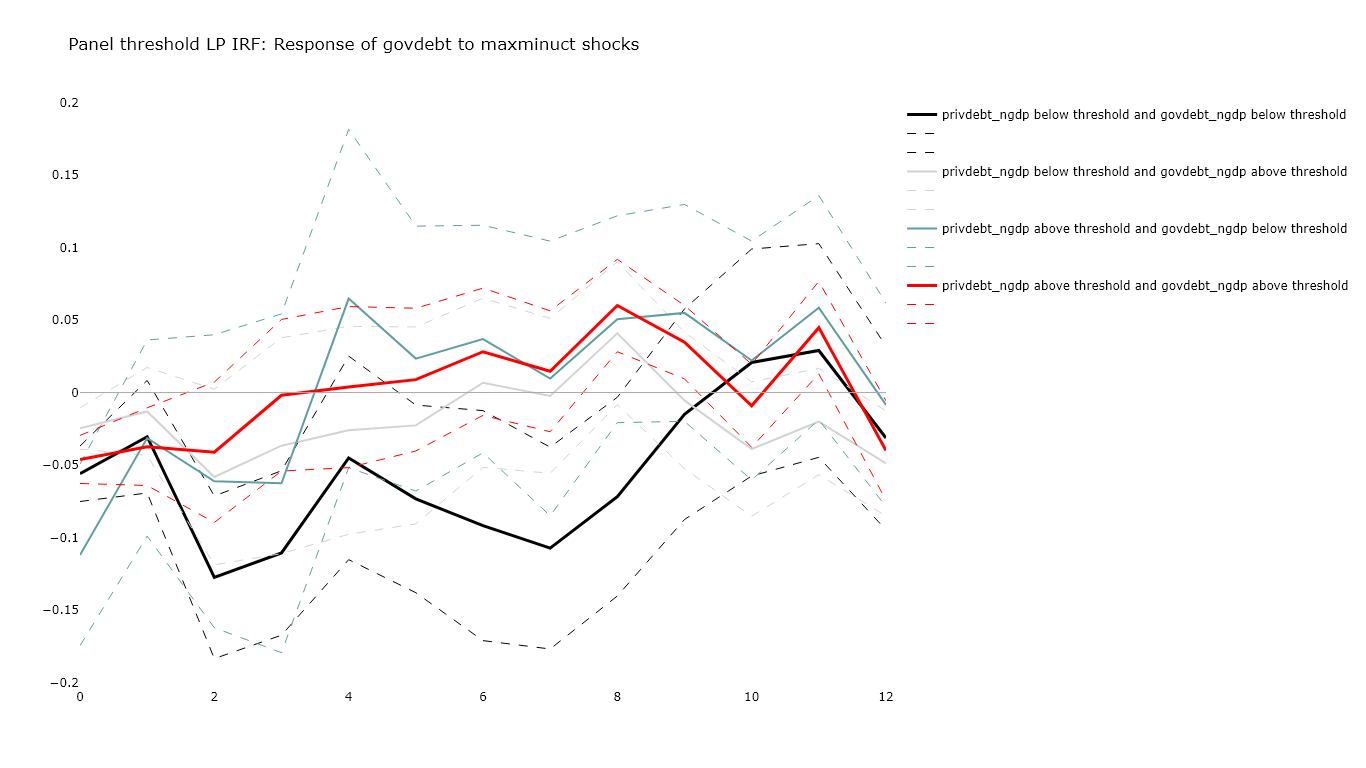 Panel threshold LP IRF: Response of govdebt to maxminuct shocks
0.2
0.15
0.1
0.05
0
−0.05
−0.1
−0.15
−0.2
0 2 4 6 8 10 12
privdebt_ngdp below threshold and govdebt_ngdp below threshold
privdebt_ngdp below threshold and govdebt_ngdp above threshold
privdebt_ngdp above threshold and govdebt_ngdp below threshold
privdebt_ngdp above threshold and govdebt_ngdp above threshold